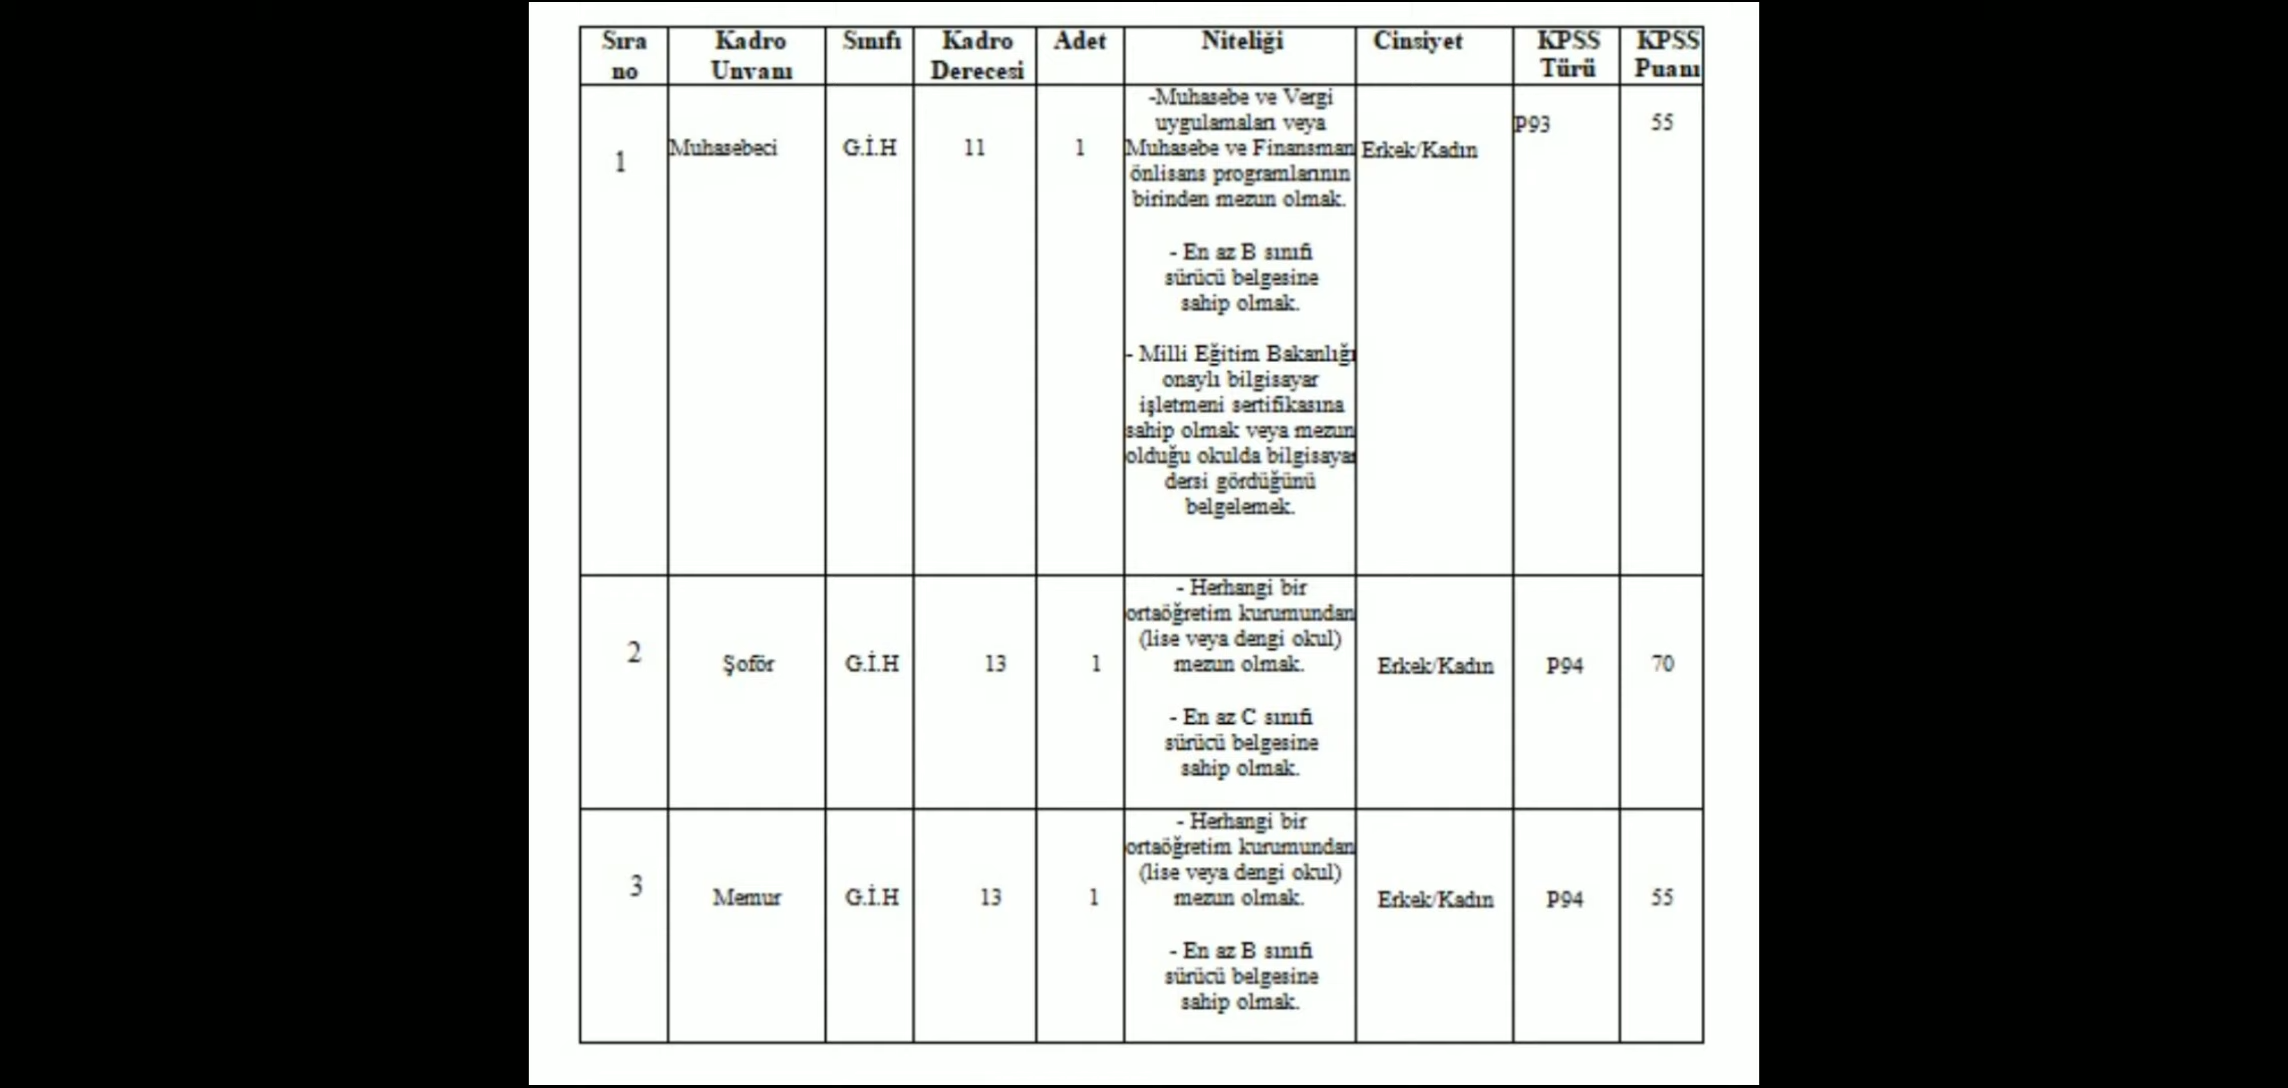 Sıra no
Kadro Unvanı
Sınıfı
Kadro Derecesi
Adet
Niteliği
Cinsiyet
KPSS Türü
KPSS Puanı
1
Muhasebeci
G.İ.H
11
1
-Muhasebe ve Vergi
uygulamaları veya
Muhasebe ve Finansman
önlisans programlarının
birinden mezun olmak.
- En az B sınıfı
sürücü belgesine
sahip olmak.
- Milli Eğitim Bakanlığı
onaylı bilgisayar
işletmeni sertifikasına
sahip olmak veya mezun
olduğu okulda bilgisayar
dersi gördüğünü
belgelemek.
Erkek/Kadın
P93
55
2
Şoför
G.İ.H
13
1
- Herhangi bir
ortaöğretim kurumundan
(lise veya dengi okul)
mezun olmak.
- En az C sınıfı
sürücü belgesine
sahip olmak.
Erkek/Kadın
P94
70
3
Memur
G.İ.H
13
1
- Herhangi bir
ortaöğretim kurumundan
(lise veya dengi okul)
mezun olmak.
- En az B sınıfı
sürücü belgesine
sahip olmak.
Erkek/Kadın
P94
55